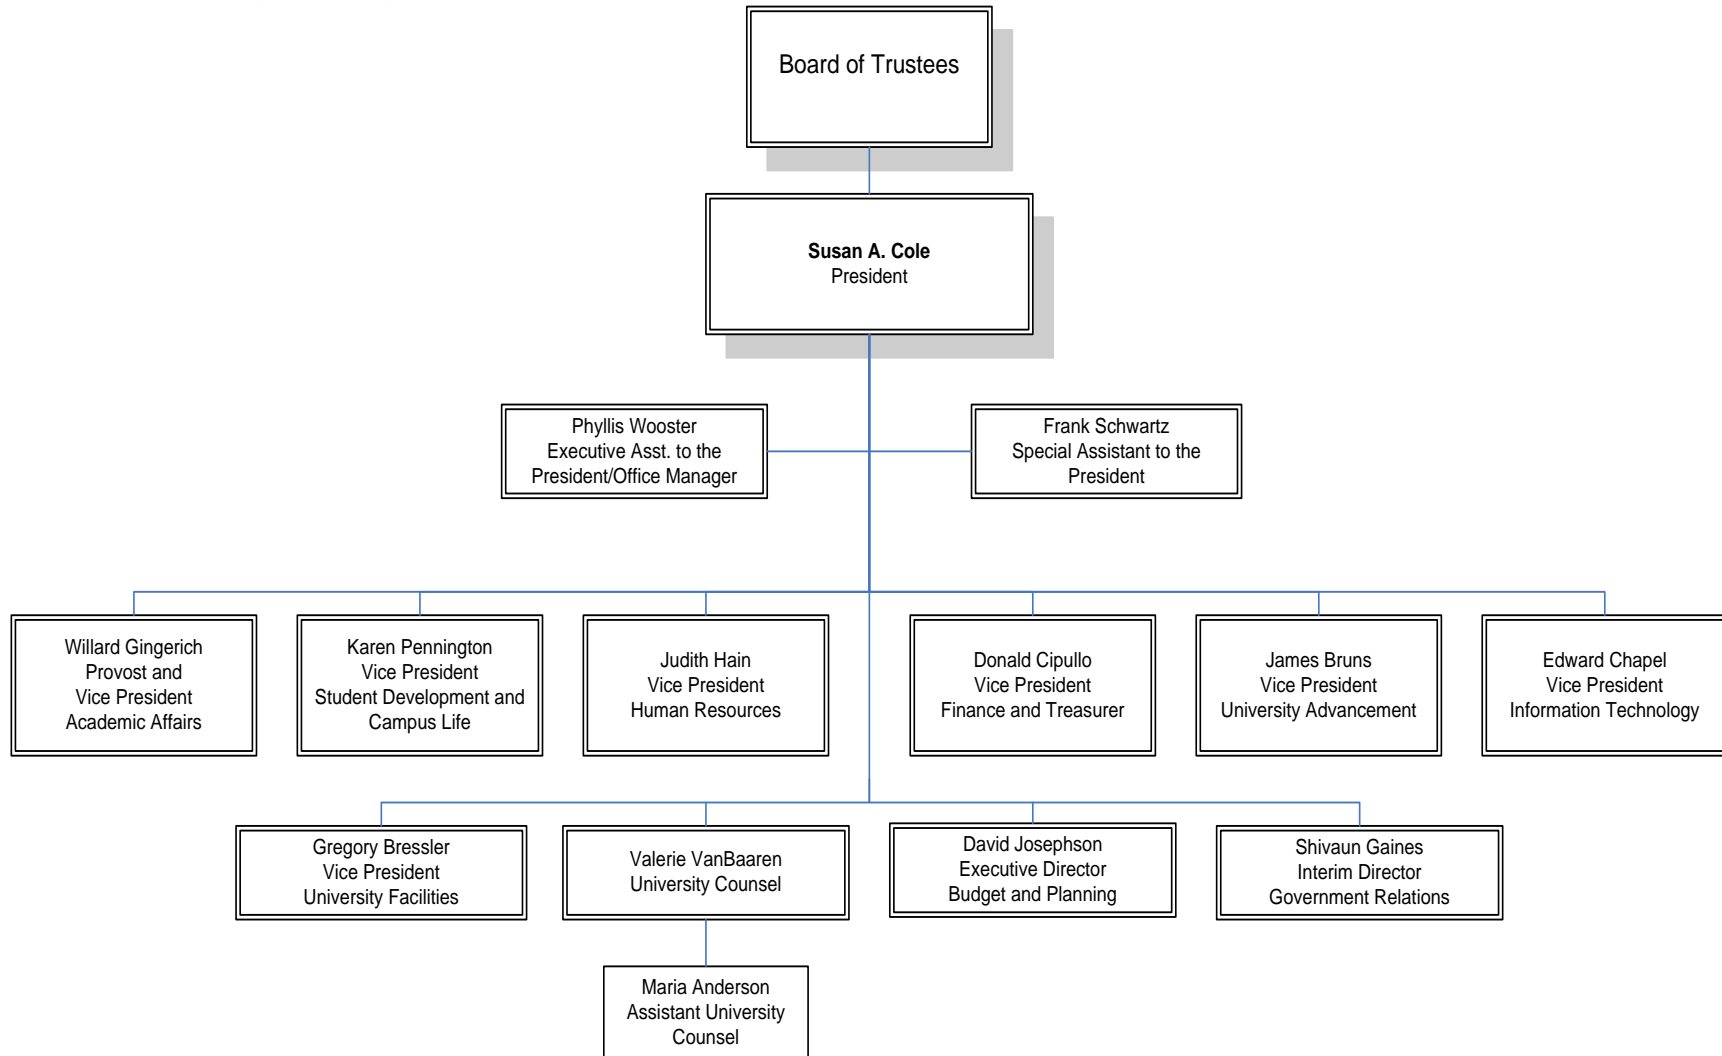 Board of Trustees
Susan A. Cole
President
Phyllis Wooster
Executive Asst. to the
President/Office Manager
Frank Schwartz
Special Assistant to the
President
Willard Gingerich
Provost and
Vice President
Academic Affairs
Karen Pennington
Vice President
Student Development and
Campus Life
Judith Hain
Vice President
Human Resources
Donald Cipullo
Vice President
Finance and Treasurer
James Bruns
Vice President
University Advancement
Edward Chapel
Vice President
Information Technology
Gregory Bressler
Vice President
University Facilities
Valerie VanBaaren
University Counsel
David Josephson
Executive Director
Budget and Planning
Shivaun Gaines
Interim Director
Government Relations
Maria Anderson
Assistant University
Counsel